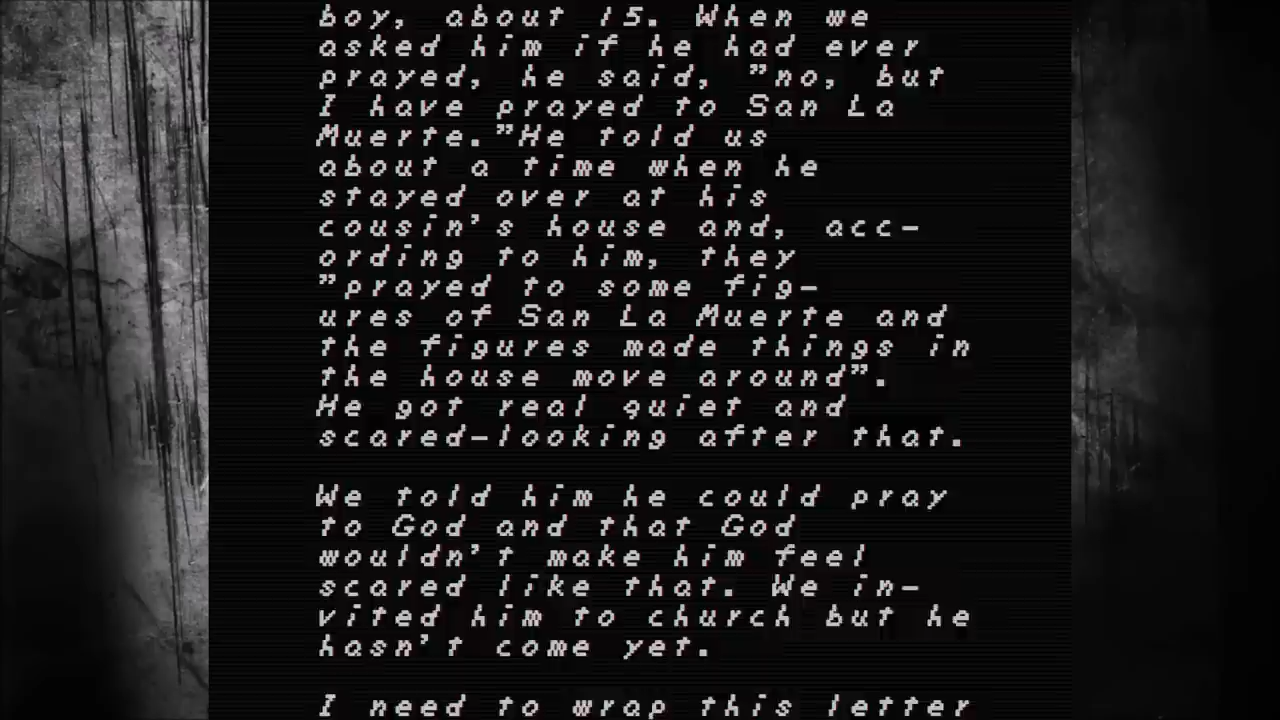 boy, about 15. When we
asked him if he had ever
prayed, he said, "no, but
I have prayed to San La
Muerte."He told us
about a time when he
stayed over at his
cousin's house and, acc-
ording to him, they
"prayed to some fig-
ures of San La Muerte and
the figures made things in
the house move around".
He got real quiet and
scared-looking after that.
We told him he could pray
to God and that God
wouldn't make him feel
scared like that. We in-
vited him to church but he
hasn't come yet.
I need to wrap this letter